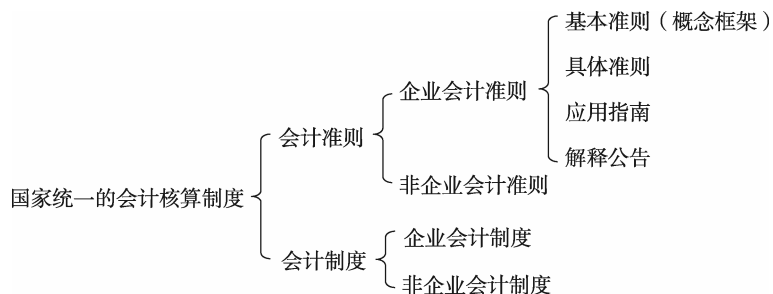 基本准则（概念框架）
具体准则
企业会计准则
应用指南
会计准则
解释公告
非企业会计准则
国家统一的会计核算制度
企业会计制度
会计制度
非企业会计制度